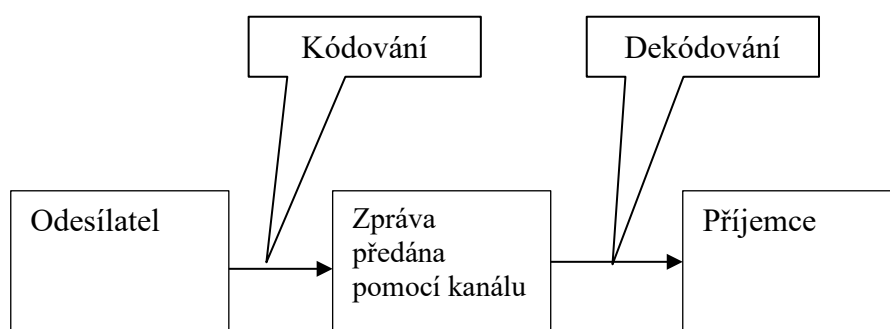 Kódování
Dekódování
Odesílatel
Zpráva
předána
pomocí kanálu
Příjemce